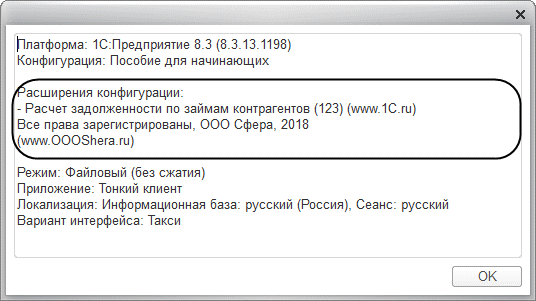 Платформа: 1С:Предприятие 8.3 (8.3.13.1198)
Конфигурация: Пособие для начинающих
Расширения конфигурации:
- Расчет задолженности по займам контрагентов (123) (www.1C.ru)
Все права зарегистрированы, ООО Сфера, 2018
(www.OOOShera.ru)
Режим: Файловый (без сжатия)
Приложение: Тонкий клиент
Локализация: Информационная база: русский (Россия), Сеанс: русский
Вариант интерфейса: Такси
OK